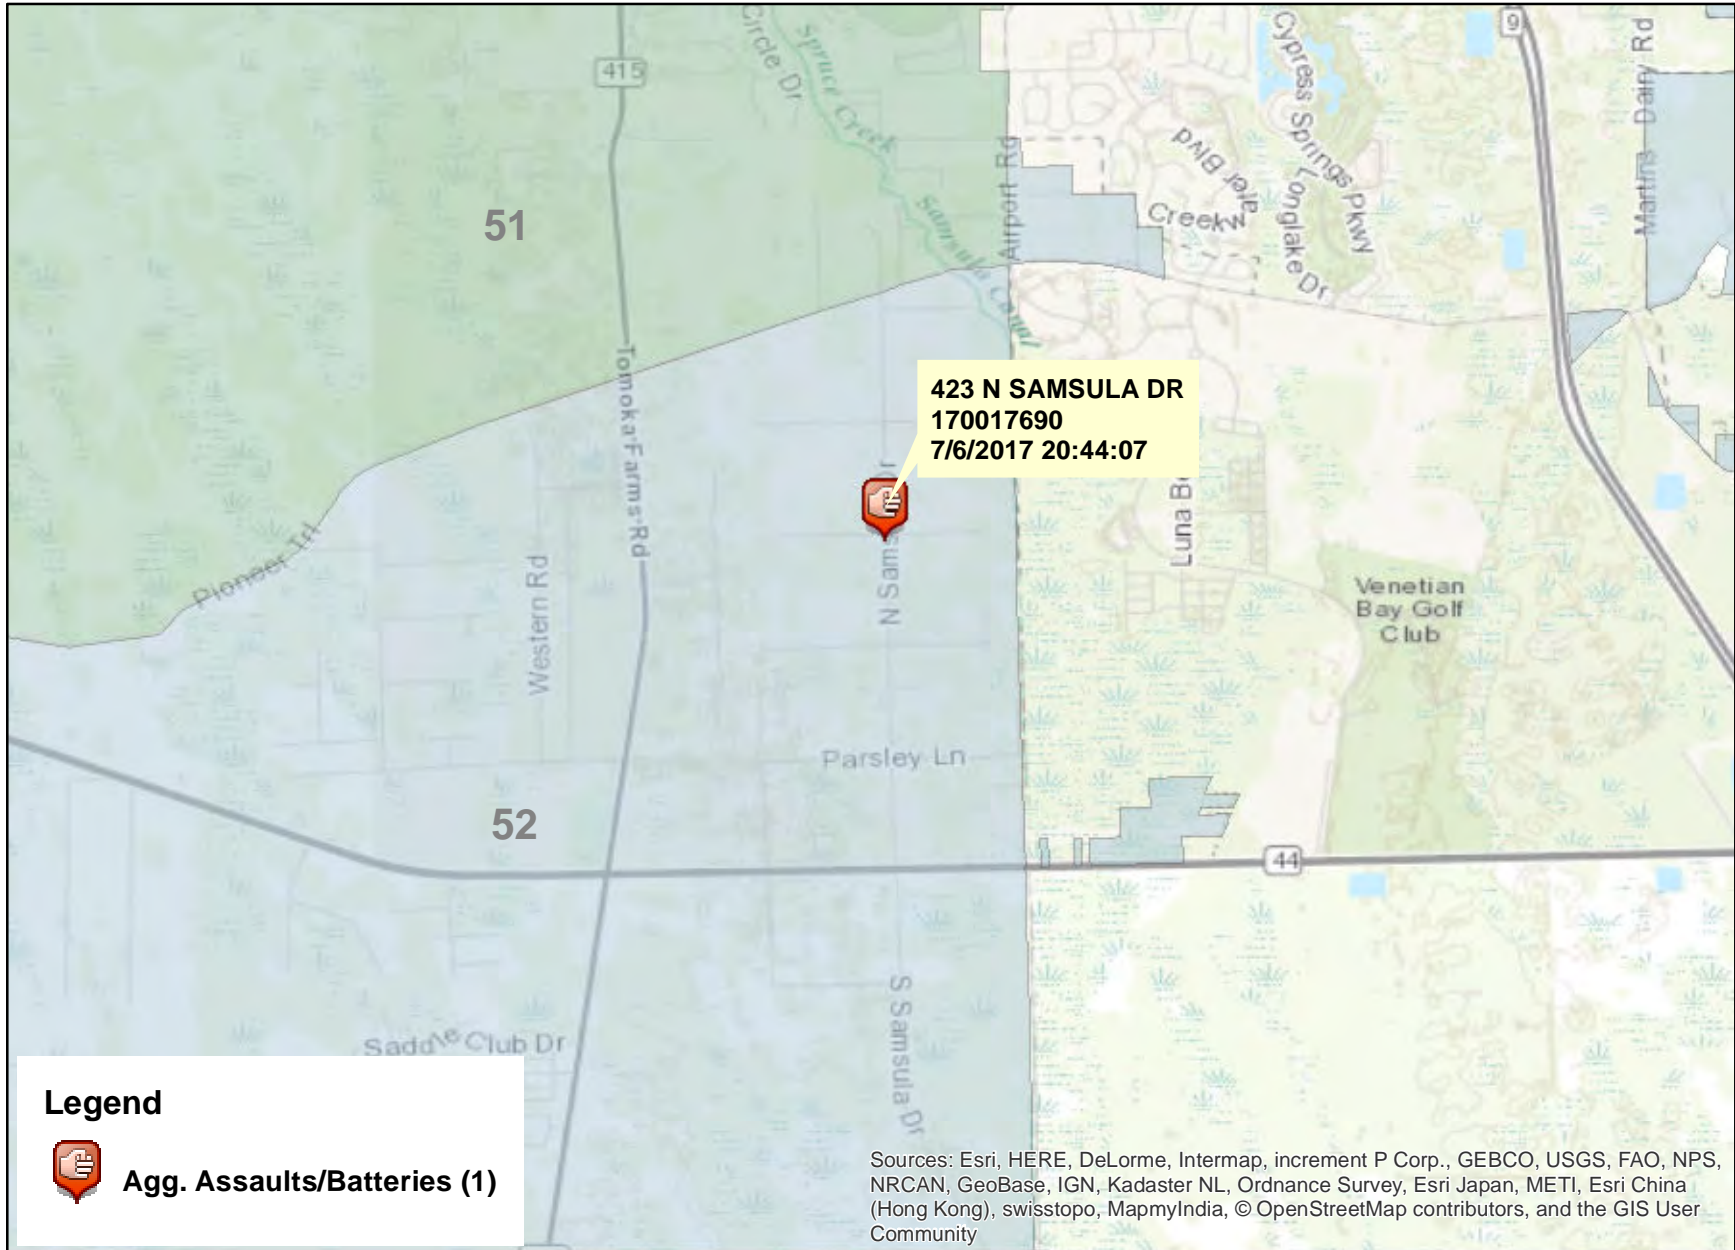 Circle Dr
Spruce Creek
415
9
Cypress Springs Pkwy
Martins Dairy Rd
Airport Rd
ater Blvd
Creekw
Longlake Dr
51
Samsula Canal
Tomoka Farms Rd
423 N SAMSULA DR
170017690
7/6/2017 20:44:07
Luna Be
N Sams
Pioneer Trl
Western Rd
Venetian
Bay Golf
Club
Parsley Ln
52
44
S Samsula Dr
Saddle Club Dr
Legend
Agg. Assaults/Batteries (1)
Sources: Esri, HERE, DeLorme, Intermap, increment P Corp., GEBCO, USGS, FAO, NPS,
NRCAN, GeoBase, IGN, Kadaster NL, Ordnance Survey, Esri Japan, METI, Esri China
(Hong Kong), swisstopo, MapmyIndia, © OpenStreetMap contributors, and the GIS User
Community